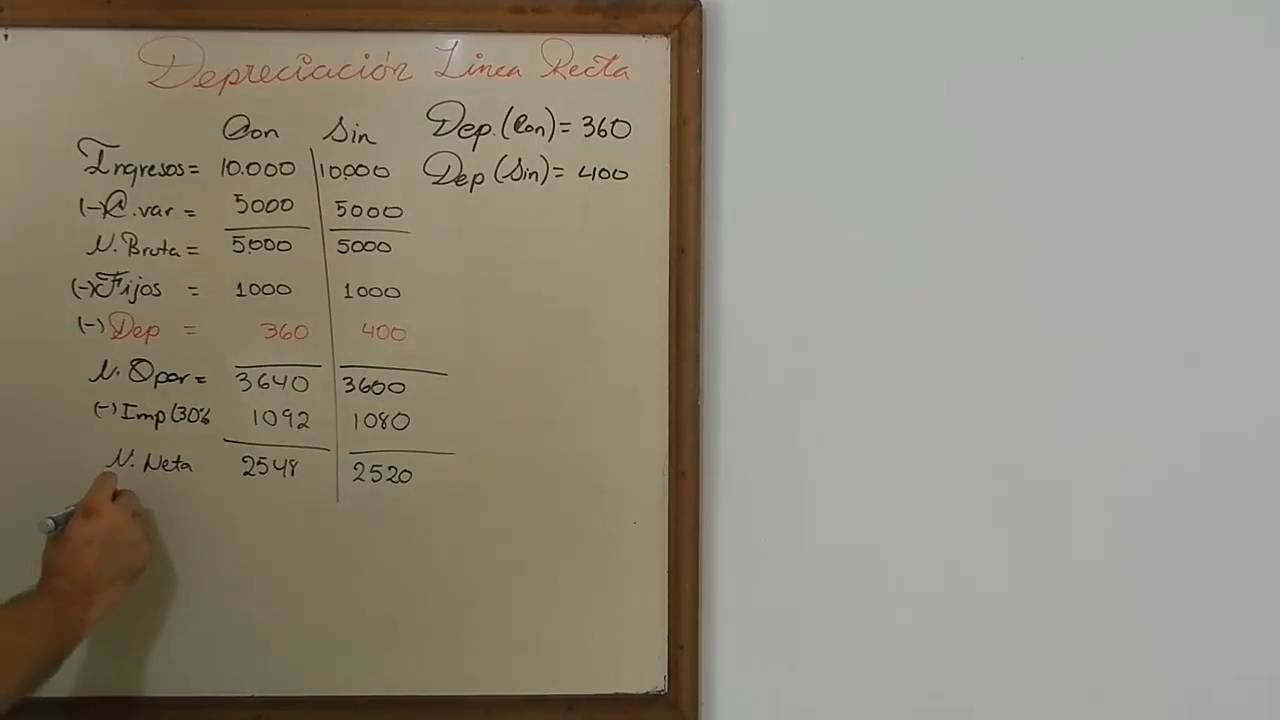 Depreciación Linea Recta
Con Sin
Dep. (Con) = 360
Dep (Sin) = 400
Ingresos = 10.000 10.000
(-) C. var = 5000 5000
U. Bruta = 5.000 5000
(-) Fijos = 1000 1000
(-) Dep = 360 400
U. Oper = 3640 3600
(-) Imp (30% 1092 1080
U. Neta 2548 2520